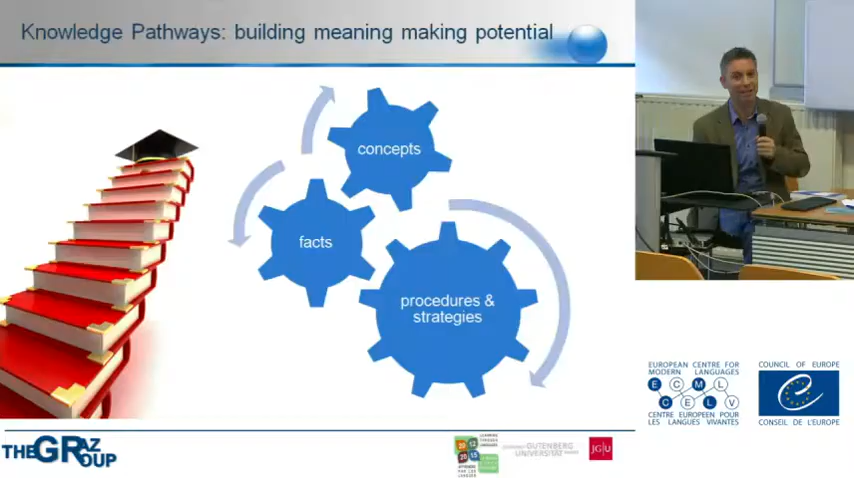 Knowledge Pathways: building meaning making potential
concepts
facts
procedures &
strategies
EUROPEAN CENTRE FOR
MODERN LANGUAGES
E C M L
C E L V
CENTRE EUROPEEN POUR
LES LANGUES VIVANTES
COUNCIL OF EUROPE
CONSEIL DE L'EUROPE
THE GRAZ GROUP
GUTENBERG
UNIVERSITÄT
JG|U